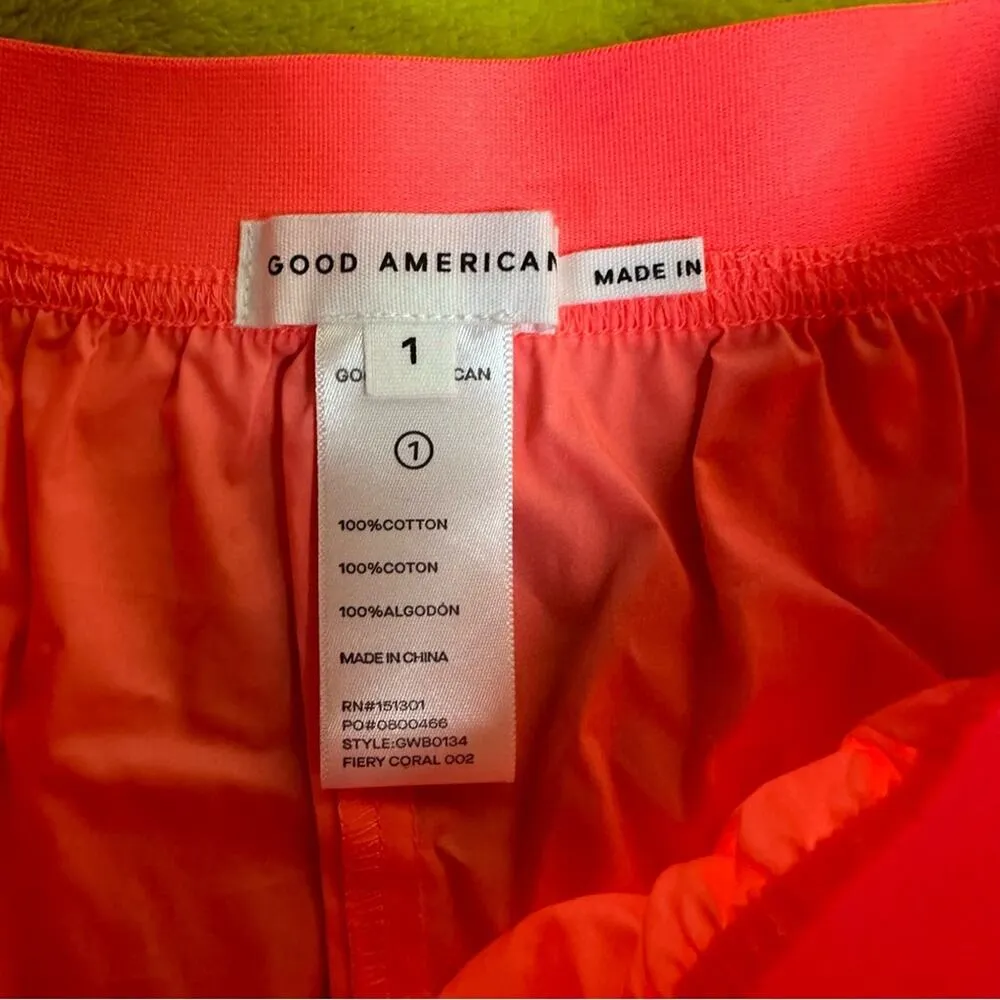 GOOD AMERICAN
MADE IN
1
GO CAN
1
100%COTTON
100%COTON
100%ALGODÓN
MADE IN CHINA
RN#151301
PO#0800466
STYLE:GWB0134
FIERY CORAL 002